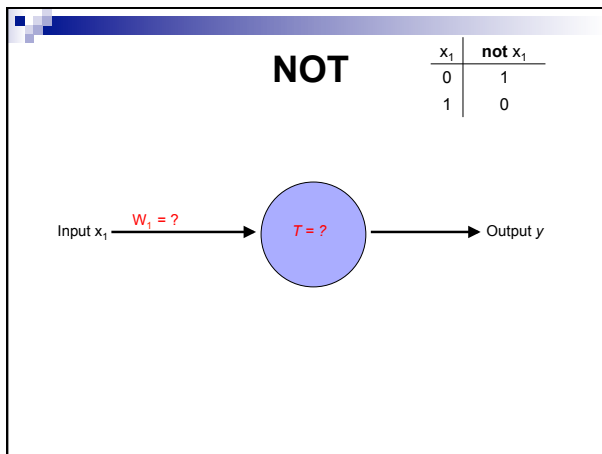 NOT
x₁ not x₁
0 1
1 0
W₁ = ?
Input x₁ T = ? Output y